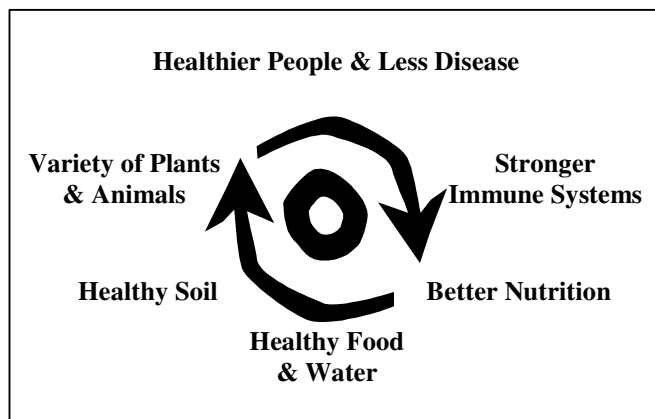 Healthier People & Less Disease
Variety of Plants
& Animals
Stronger
Immune Systems
Healthy Soil
Better Nutrition
Healthy Food
& Water